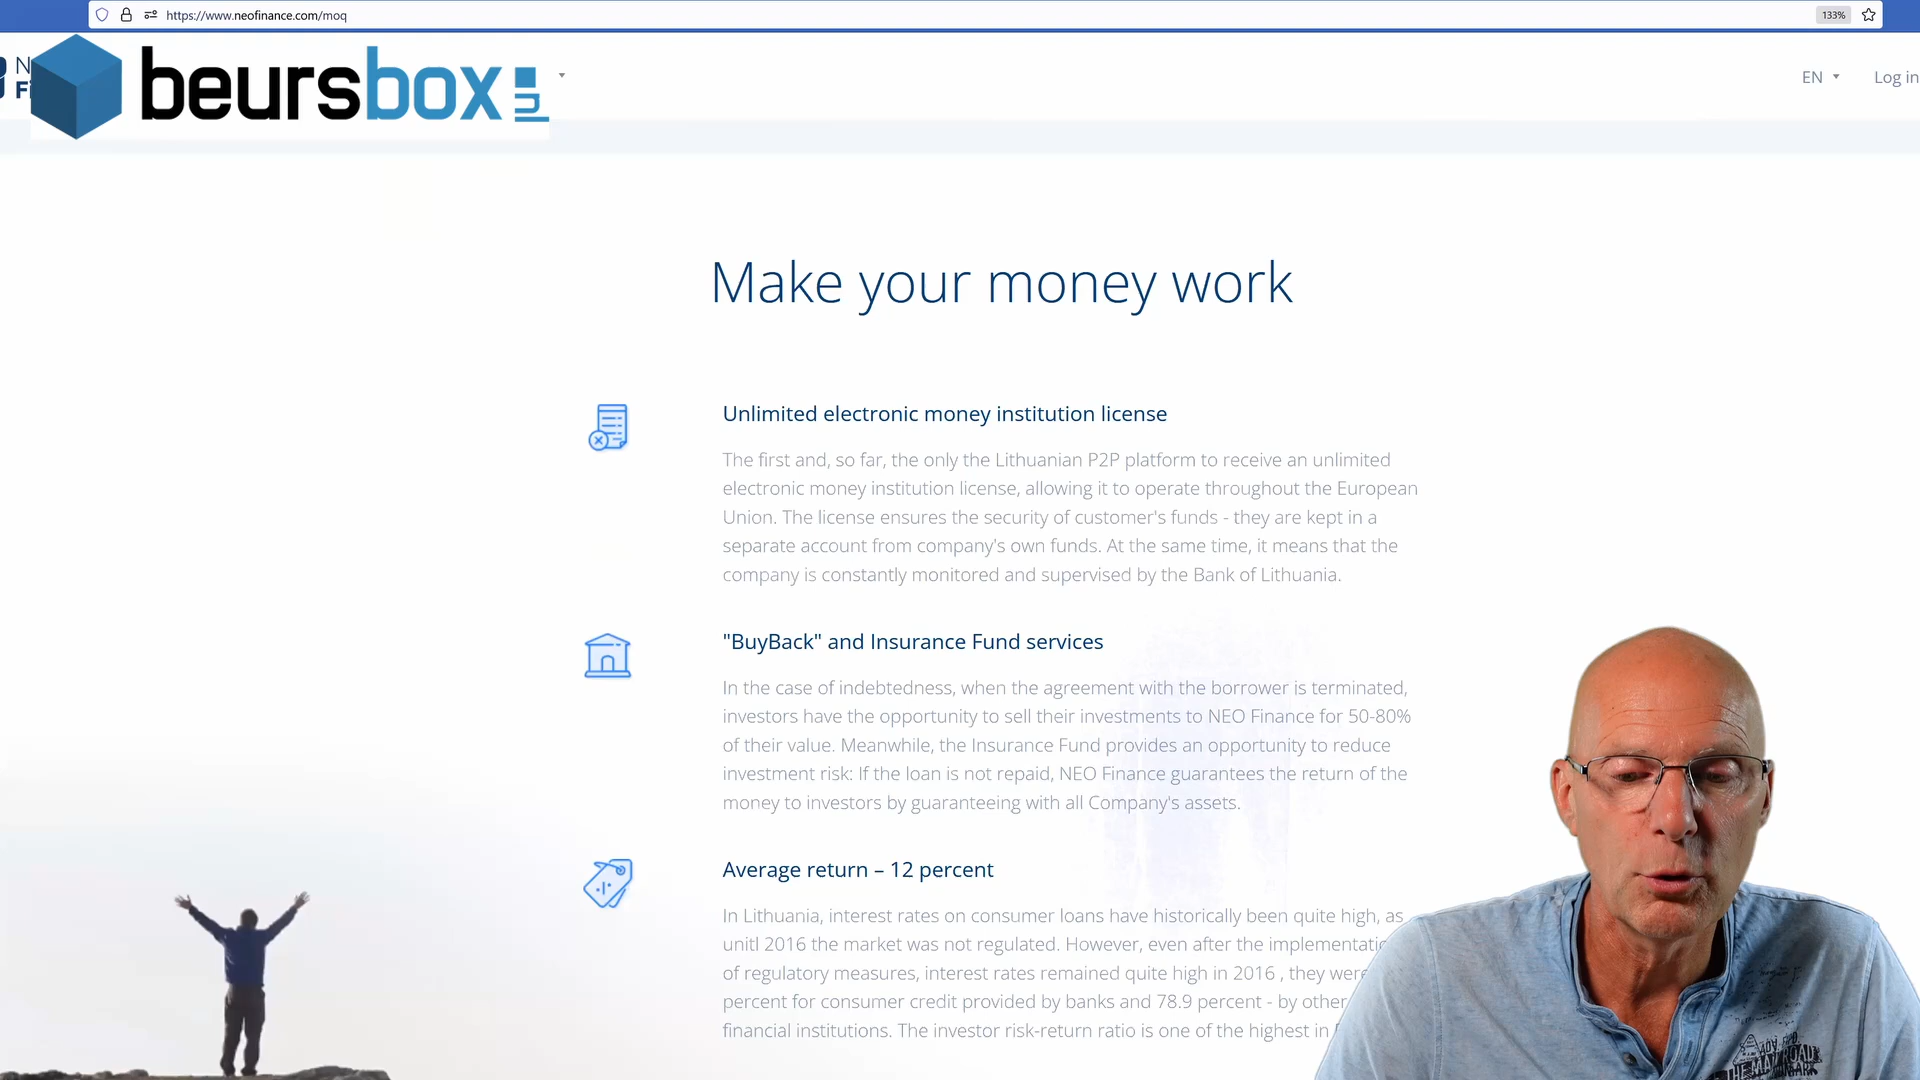 https://www.neofinance.com/moq
133%
N
Fi
beursbox.nl
EN
Log in
Make your money work
Unlimited electronic money institution license
The first and, so far, the only the Lithuanian P2P platform to receive an unlimited
electronic money institution license, allowing it to operate throughout the European
Union. The license ensures the security of customer's funds - they are kept in a
separate account from company's own funds. At the same time, it means that the
company is constantly monitored and supervised by the Bank of Lithuania.
"BuyBack" and Insurance Fund services
In the case of indebtedness, when the agreement with the borrower is terminated,
investors have the opportunity to sell their investments to NEO Finance for 50-80%
of their value. Meanwhile, the Insurance Fund provides an opportunity to reduce
investment risk: If the loan is not repaid, NEO Finance guarantees the return of the
money to investors by guaranteeing with all Company's assets.
Average return – 12 percent
In Lithuania, interest rates on consumer loans have historically been quite high, as
unitl 2016 the market was not regulated. However, even after the implementatio
of regulatory measures, interest rates remained quite high in 2016 , they were
percent for consumer credit provided by banks and 78.9 percent - by other
financial institutions. The investor risk-return ratio is one of the highest in